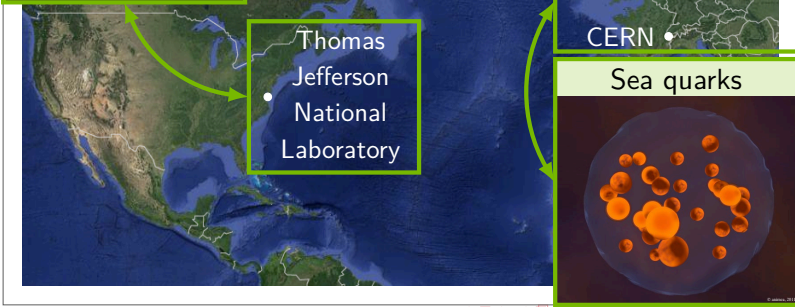 Thomas
Jefferson
National
Laboratory
CERN
Sea quarks